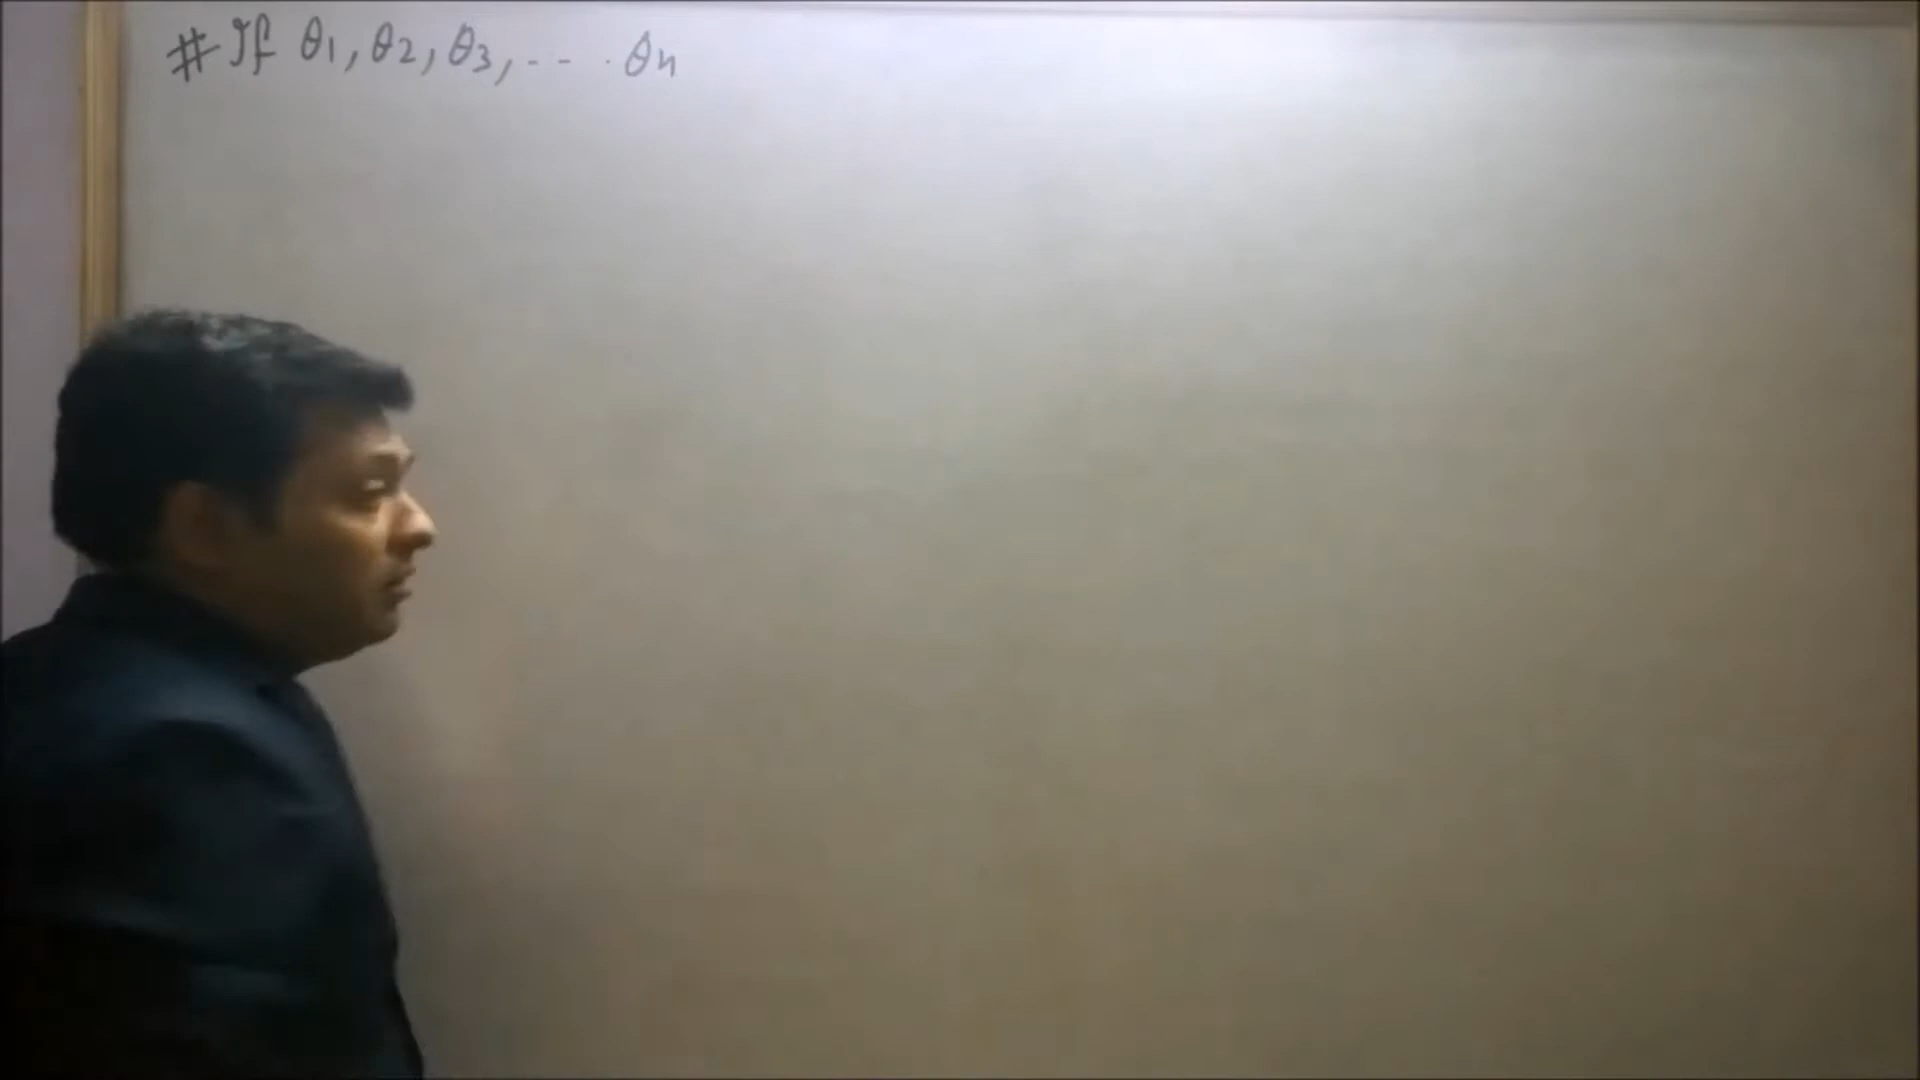 # If θ1, θ2, θ3, ... . θn